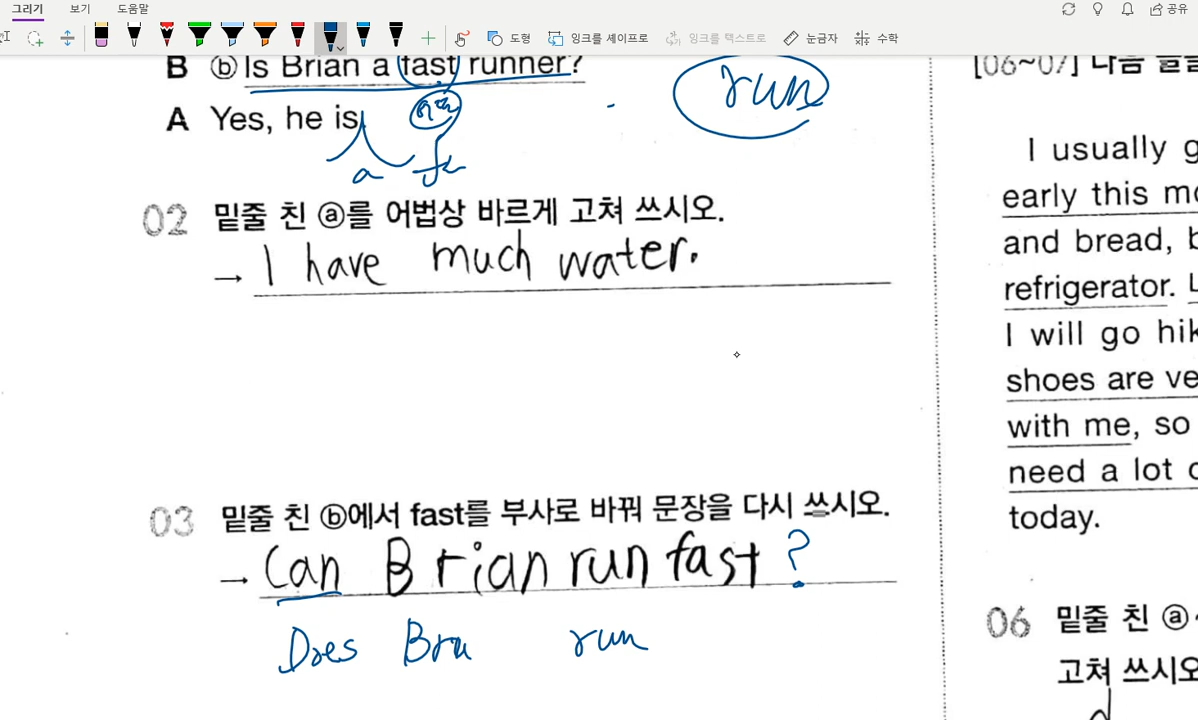 그리기 보기 도움말 공유
도형 잉크를 셰이프로 잉크를 텍스트로 눈금자 수학
B ⓑ Is Brian a fast runner?
run
A Yes, he is
a
02 밑줄 친 ⓐ를 어법상 바르게 고쳐 쓰시오.
→ I have much water.
03 밑줄 친 ⓑ에서 fast를 부사로 바꿔 문장을 다시 쓰시오.
→ Can Brian run fast ?
Does Bra run
[06~07] 다음 글을
I usually g
early this mo
and bread, b
refrigerator. L
I will go hik
shoes are ve
with me, so
need a lot o
today.
06 밑줄 친 ⓐ
고쳐 쓰시오